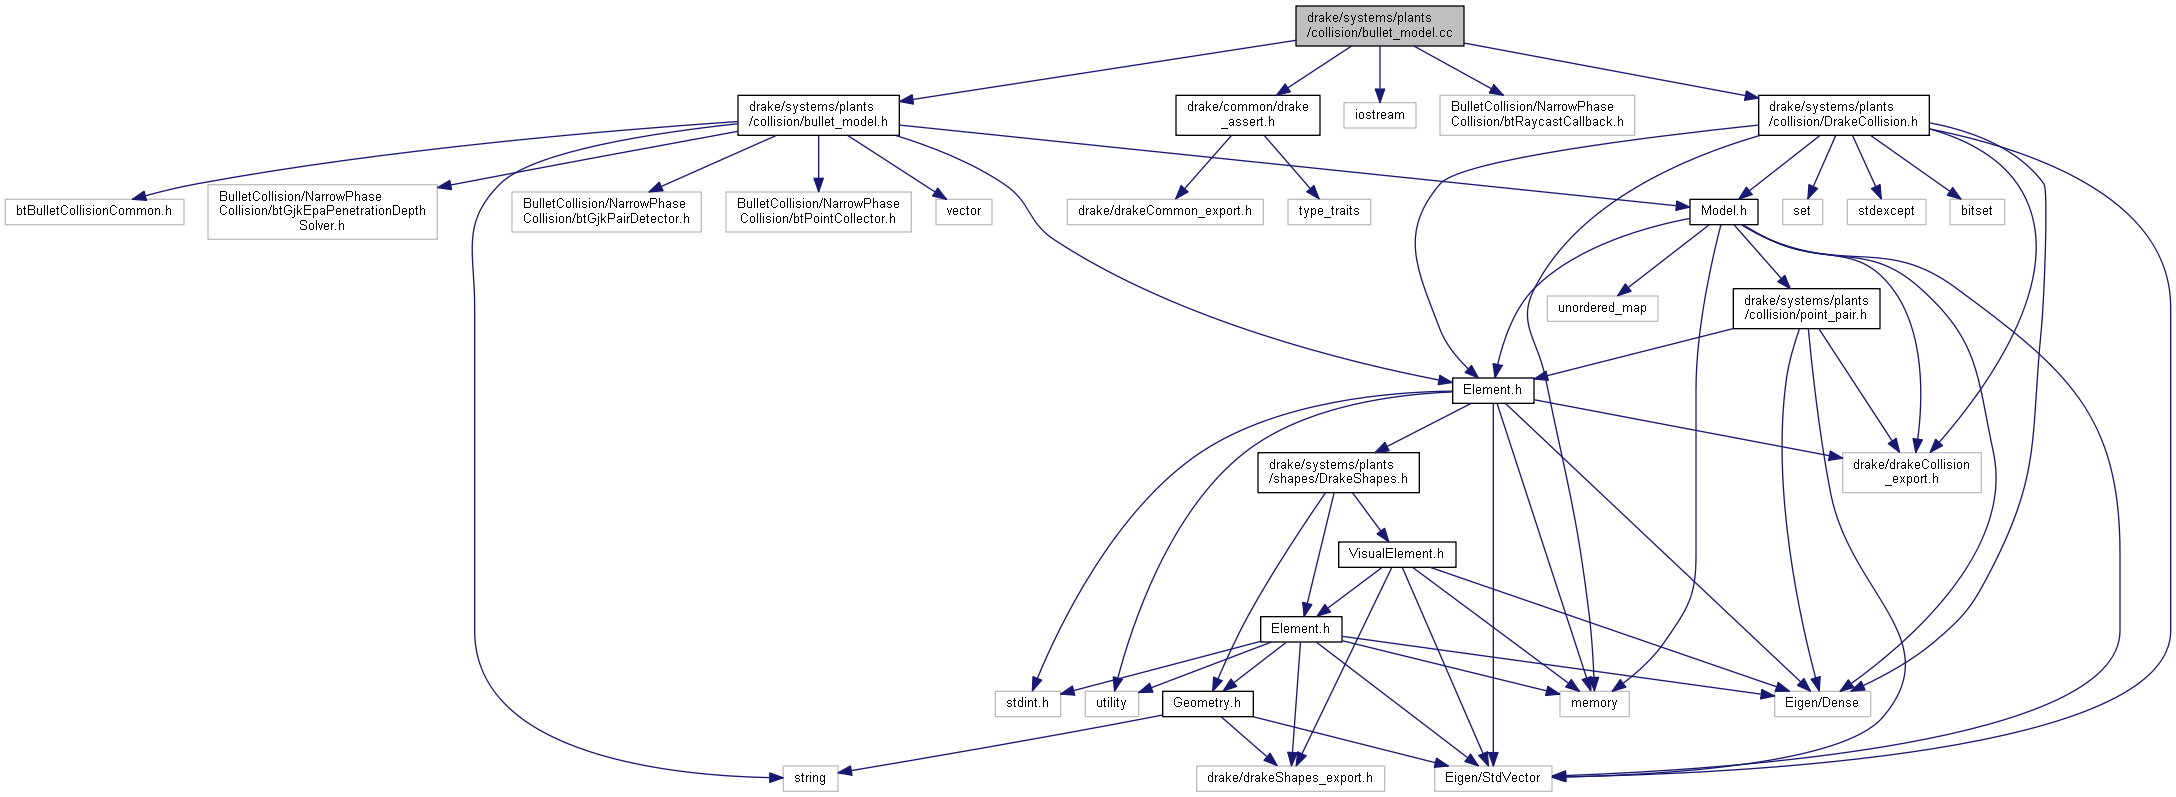 drake/systems/plants
/collision/bullet_model.cc
drake/systems/plants
/collision/bullet_model.h
drake/common/drake
_assert.h
iostream
BulletCollision/NarrowPhase
Collision/btRaycastCallback.h
drake/systems/plants
/collision/DrakeCollision.h
btBulletCollisionCommon.h
BulletCollision/NarrowPhase
Collision/btGjkEpaPenetrationDepth
Solver.h
BulletCollision/NarrowPhase
Collision/btGjkPairDetector.h
BulletCollision/NarrowPhase
Collision/btPointCollector.h
vector
drake/drakeCommon_export.h
type_traits
Model.h
set
stdexcept
bitset
unordered_map
drake/systems/plants
/collision/point_pair.h
Element.h
drake/systems/plants
/shapes/DrakeShapes.h
drake/drakeCollision
_export.h
VisualElement.h
Element.h
stdint.h
utility
Geometry.h
memory
Eigen/Dense
string
drake/drakeShapes_export.h
Eigen/StdVector